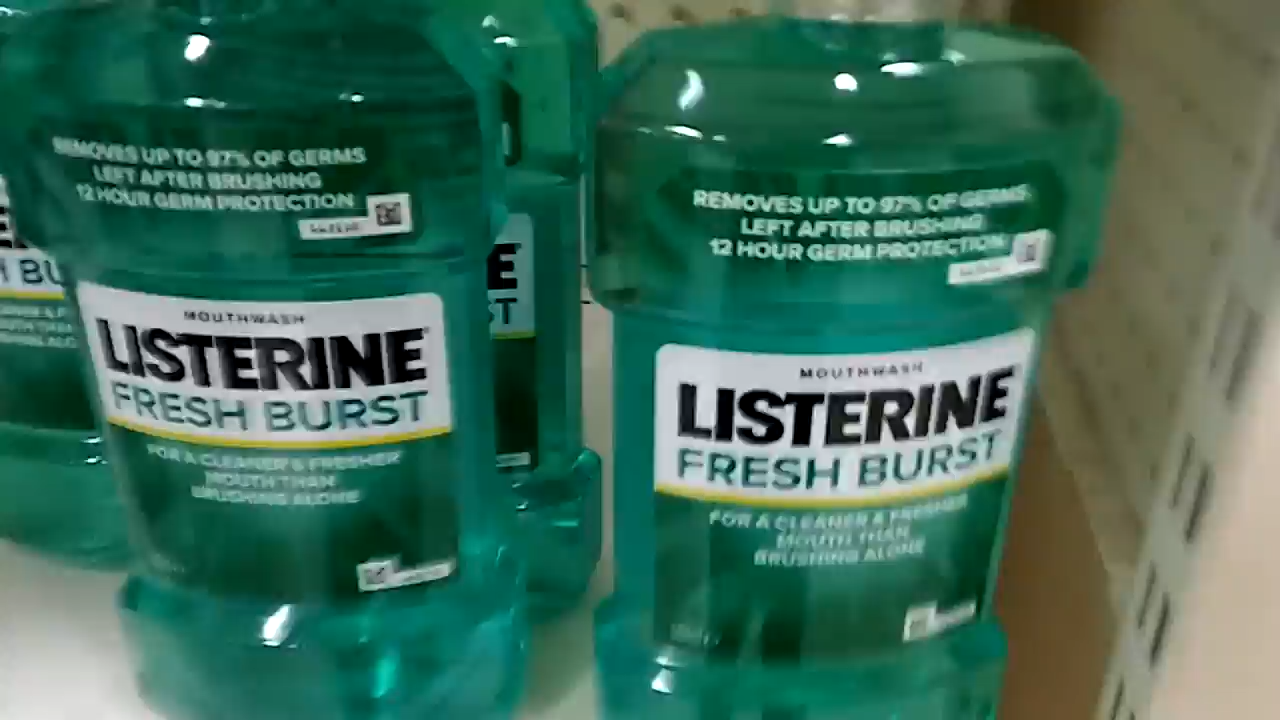 REMOVES UP TO 97% OF GERMS
LEFT AFTER BRUSHING
12 HOUR GERM PROTECTION
MOUTHWASH
LISTERINE
FRESH BURST
FOR A CLEANER & FRESHER
MOUTH THAN
BRUSHING ALONE
REMOVES UP TO 97% OF GERMS
LEFT AFTER BRUSHING
12 HOUR GERM PROTECTION
MOUTHWASH
LISTERINE
FRESH BURST
FOR A CLEANER & FRESHER
MOUTH THAN
BRUSHING ALONE